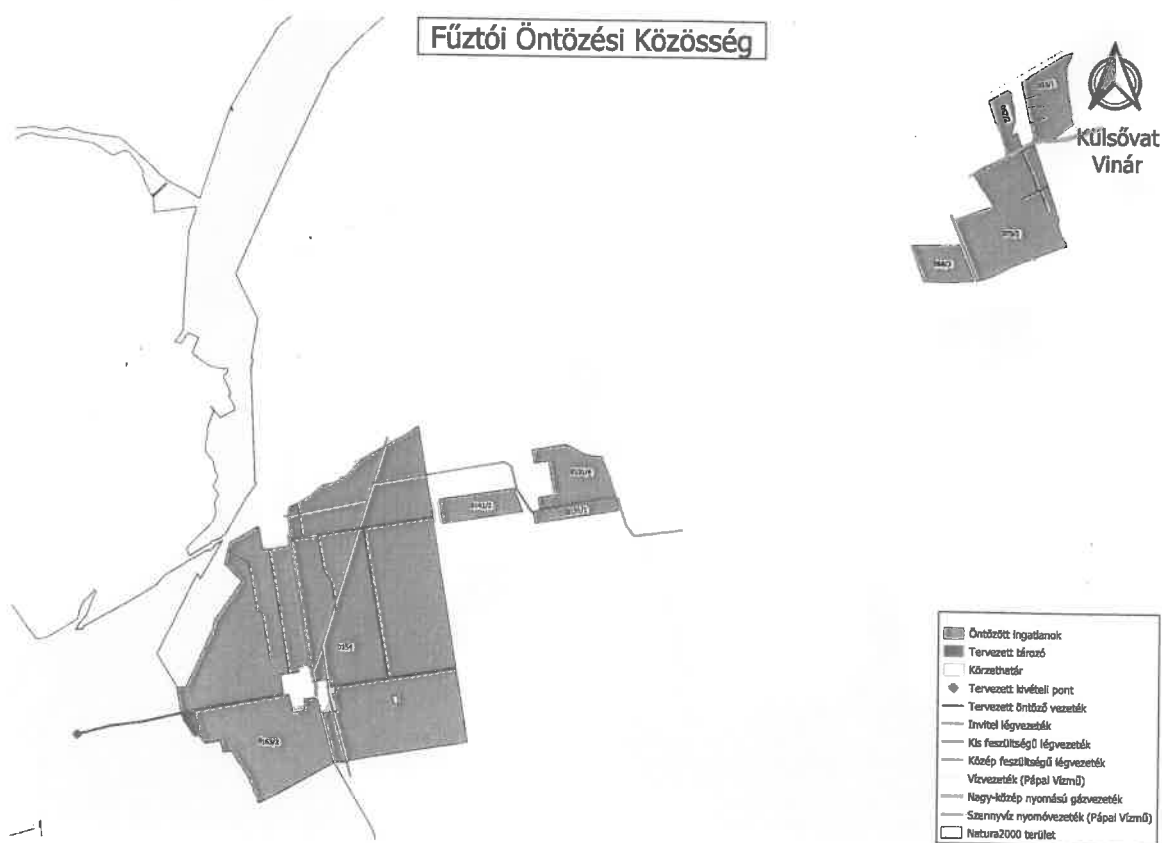 Fűztói Öntözési Közösség
Külsővat
Vinár
Öntözött ingatlanok
Tervezett tározó
Körzethatár
Tervezett kivételi pont
Tervezett öntöző vezeték
Invitel légvezeték
Kis feszültségű légvezeték
Közép feszültségű légvezeték
Vízvezeték (Pápai Vízmű)
Nagy-közép nyomású gázvezeték
Szennyvíz nyomóvezeték (Pápai Vízmű)
Natura2000 terület